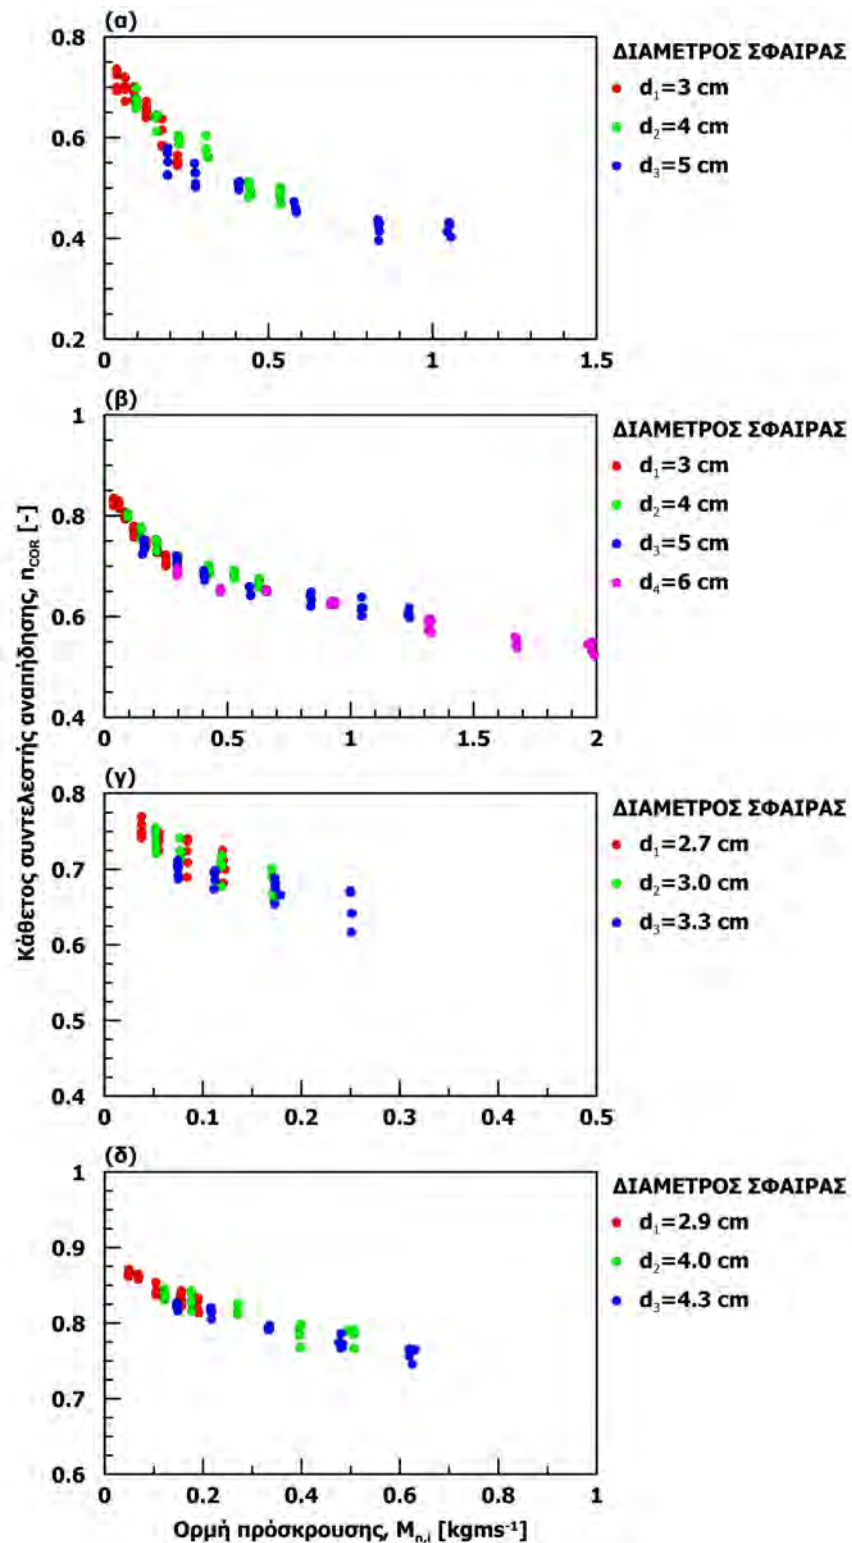 (α)
0.8
0.6
0.4
0.2
0
0.5
1
1.5
ΔΙΑΜΕΤΡΟΣ ΣΦΑΙΡΑΣ
d₁=3 cm
d₂=4 cm
d₃=5 cm
(β)
1
0.8
0.6
0.4
0
0.5
1
1.5
2
ΔΙΑΜΕΤΡΟΣ ΣΦΑΙΡΑΣ
d₁=3 cm
d₂=4 cm
d₃=5 cm
d₄=6 cm
Κάθετος συντελεστής αναπήδησης, n_COR [-]
(γ)
0.8
0.7
0.6
0.5
0.4
0
0.1
0.2
0.3
0.5
ΔΙΑΜΕΤΡΟΣ ΣΦΑΙΡΑΣ
d₁=2.7 cm
d₂=3.0 cm
d₃=3.3 cm
(δ)
1
0.9
0.8
0.7
0.6
0
0.2
0.4
0.6
0.8
1
ΔΙΑΜΕΤΡΟΣ ΣΦΑΙΡΑΣ
d₁=2.9 cm
d₂=4.0 cm
d₃=4.3 cm
Ορμή πρόσκρουσης, M_n,i [kgms⁻¹]